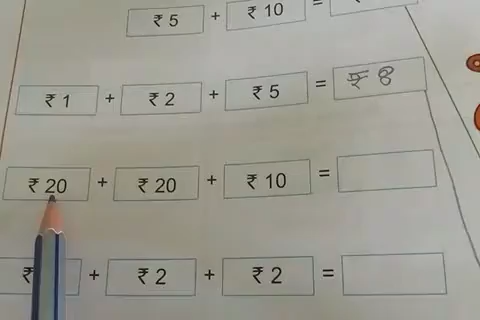 ₹ 5 + ₹ 10 =
₹ 1 + ₹ 2 + ₹ 5 = ₹ 8
₹ 20 + ₹ 20 + ₹ 10 =
₹ + ₹ 2 + ₹ 2 =